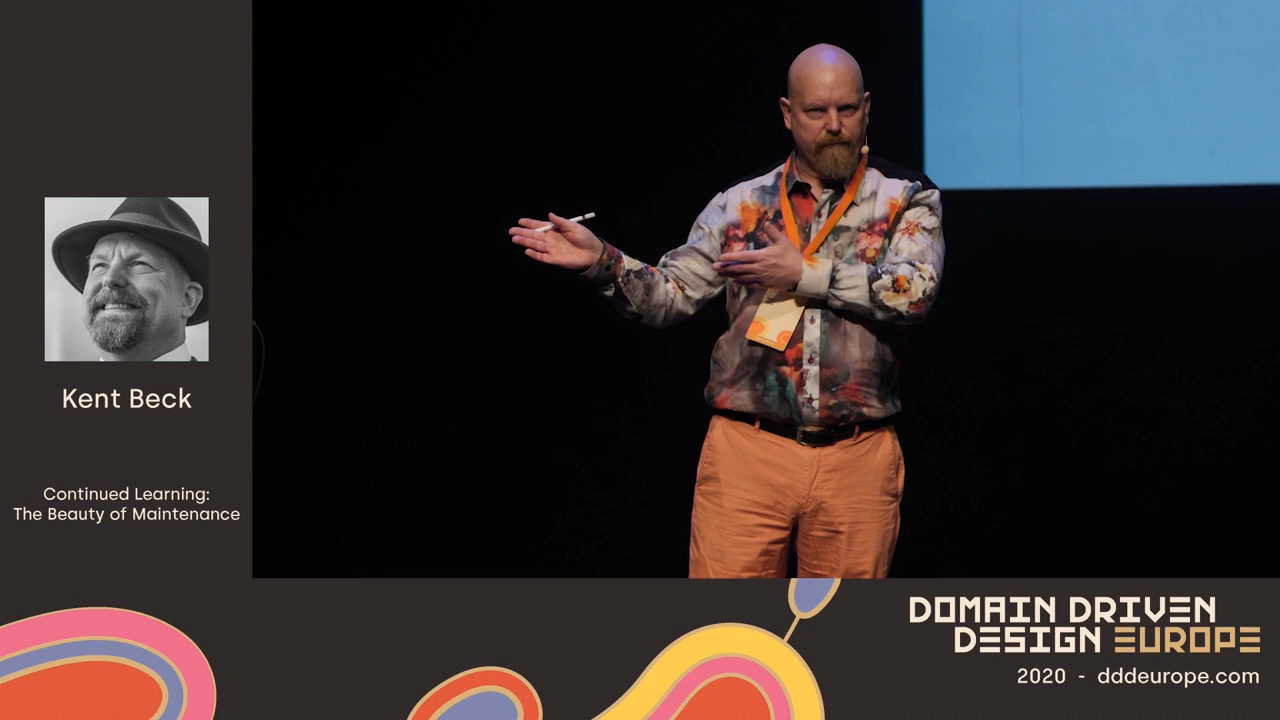 Kent Beck
Continued Learning:
The Beauty of Maintenance
DOMAIN DRIVEN
DESIGN EUROPE
2020 - dddeurope.com